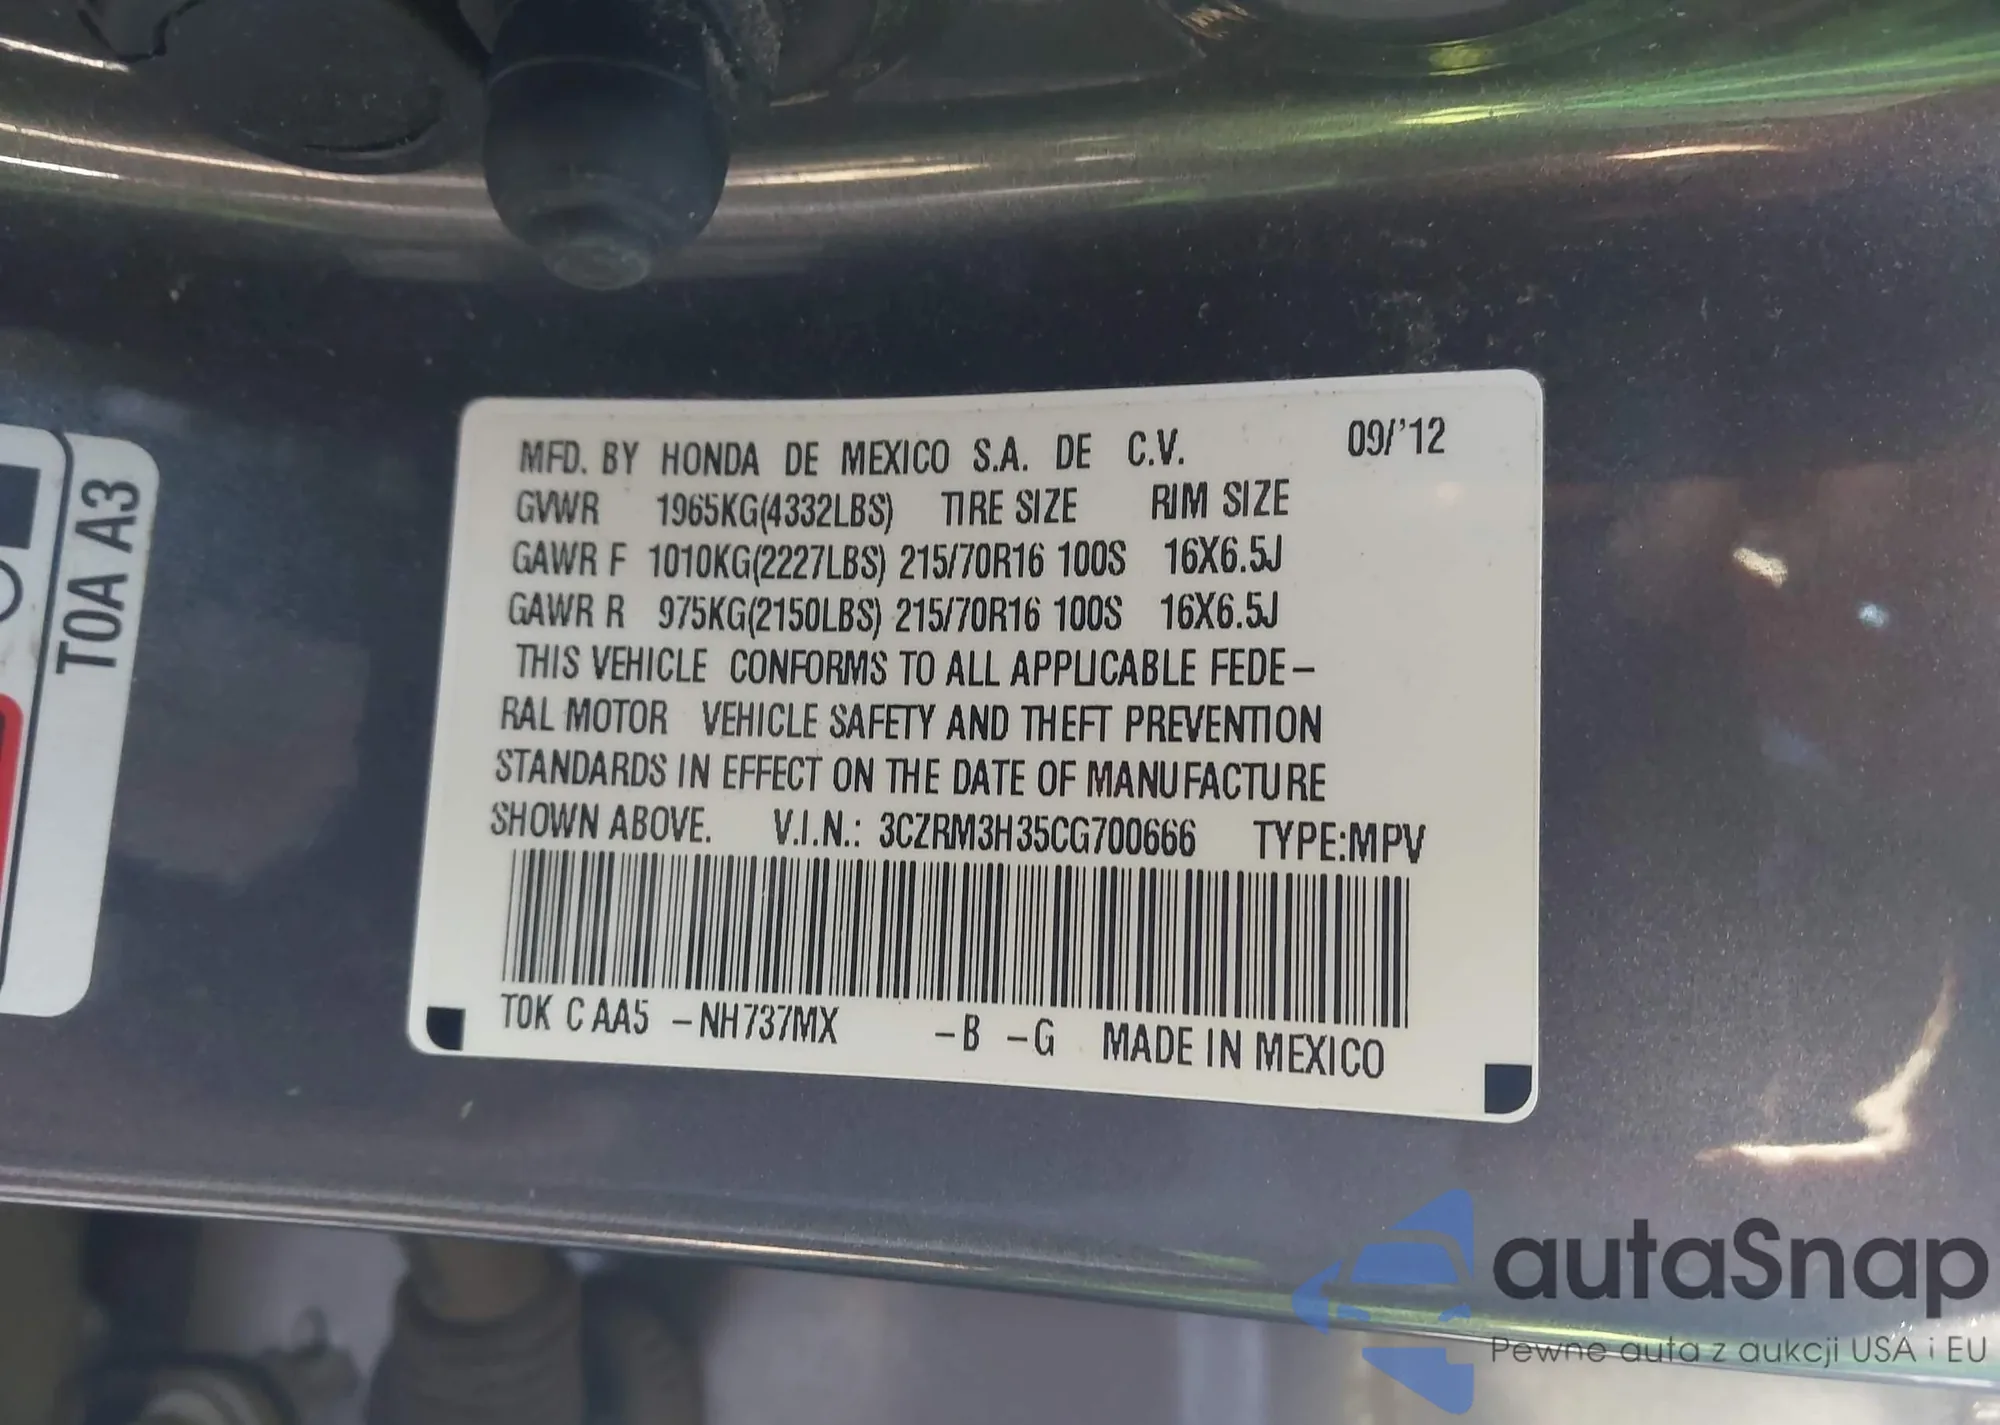 MFD. BY HONDA DE MEXICO S.A. DE C.V. 09/'12
GVWR 1965KG(4332LBS) TIRE SIZE RIM SIZE
GAWR F 1010KG(2227LBS) 215/70R16 100S 16X6.5J
GAWR R 975KG(2150LBS) 215/70R16 100S 16X6.5J
THIS VEHICLE CONFORMS TO ALL APPLICABLE FEDE–
RAL MOTOR VEHICLE SAFETY AND THEFT PREVENTION
STANDARDS IN EFFECT ON THE DATE OF MANUFACTURE
SHOWN ABOVE. V.I.N.: 3CZRM3H35CG700666 TYPE:MPV
T0K C AA5 –NH737MX –B –G MADE IN MEXICO
T0A A3
autaSnap
Pewne auta z aukcji USA i EU